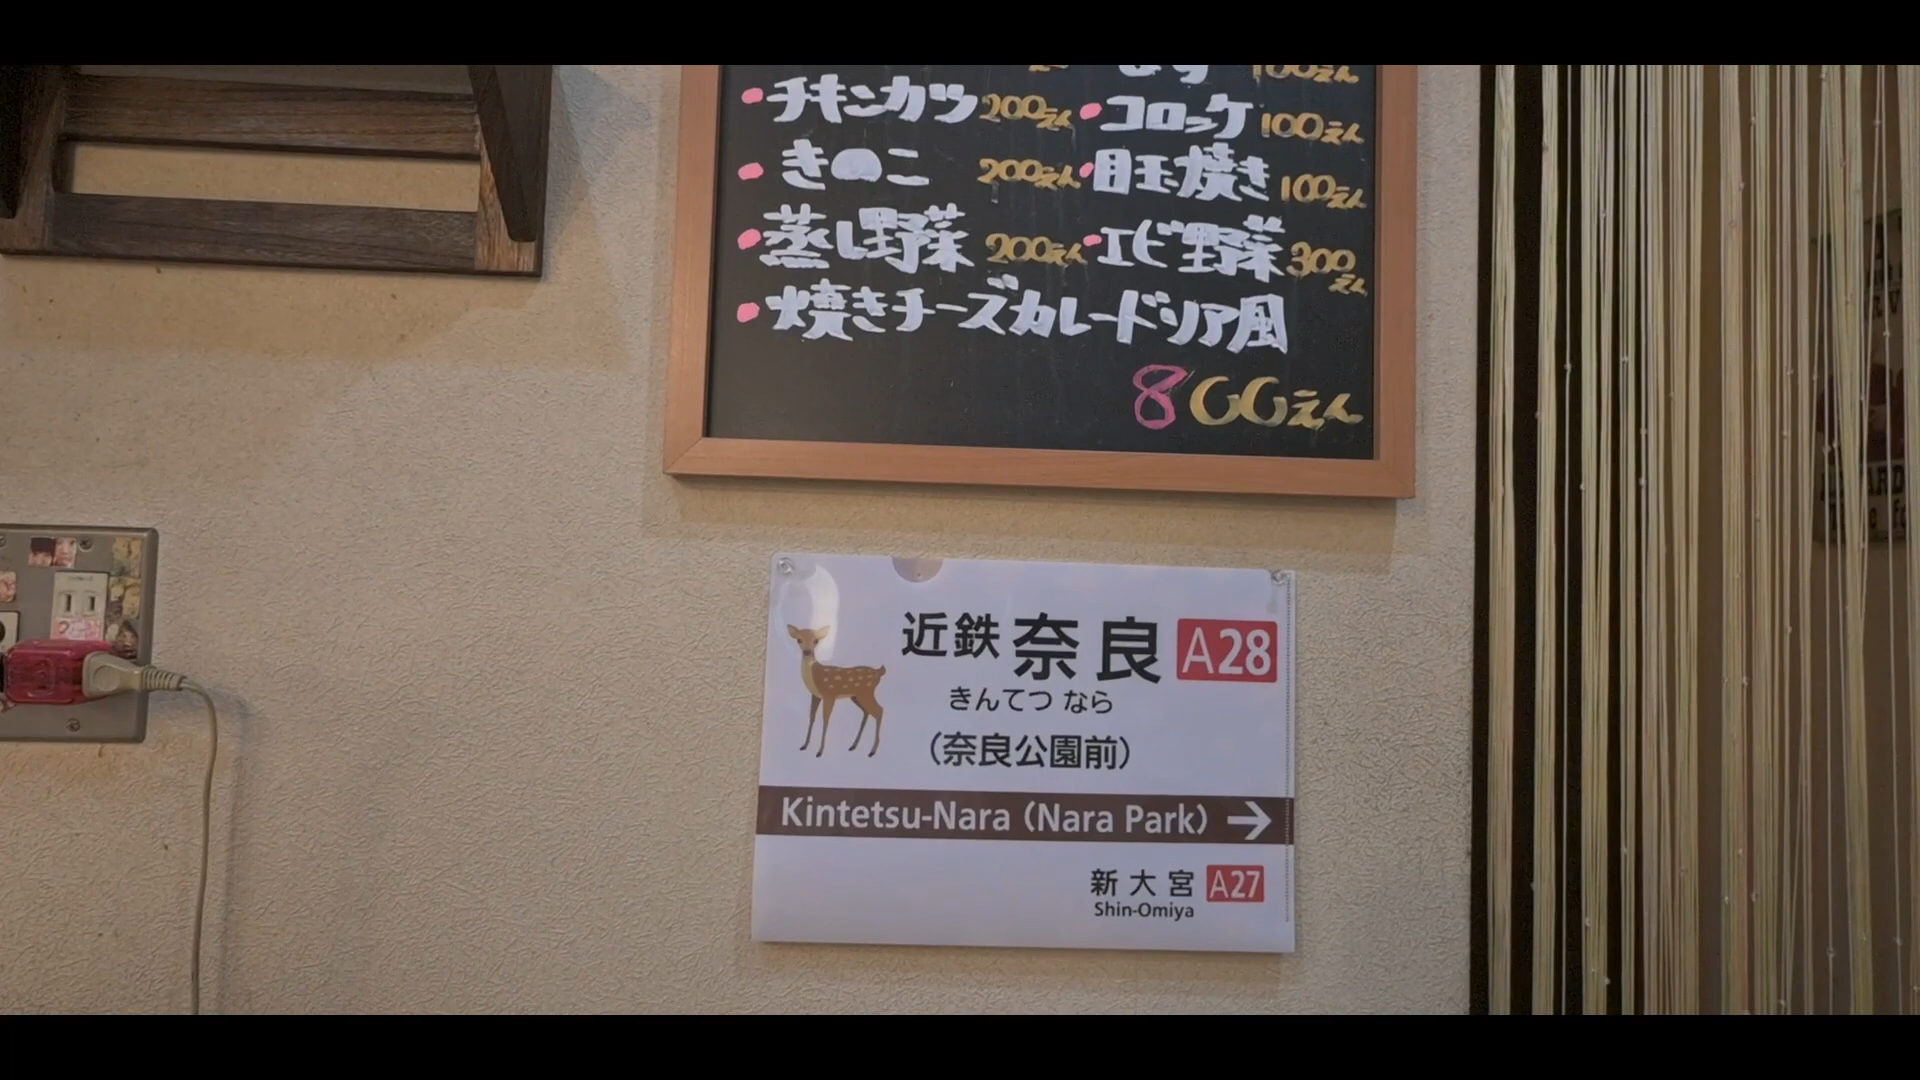 100えん
チキンカツ 200えん コロッケ 100えん
きのこ 200えん 目玉焼き 100えん
蒸し野菜 200えん エビ野菜 300えん
焼きチーズカレードリア風
800えん
近鉄 奈良 A28
きんてつ なら
(奈良公園前)
Kintetsu-Nara (Nara Park) →
新大宮 A27
Shin-Omiya